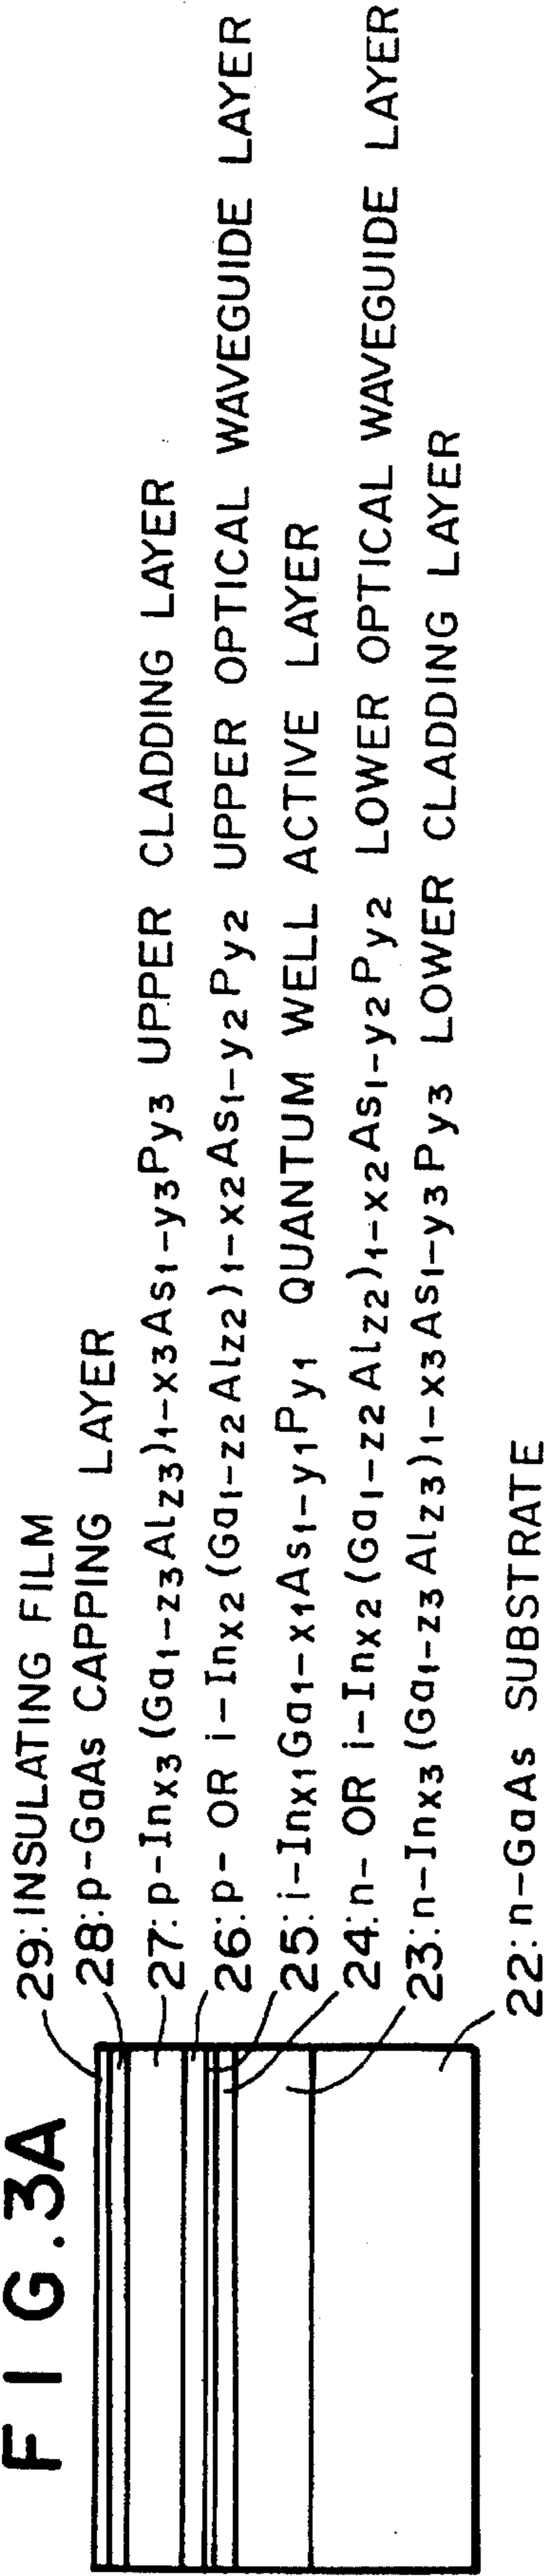 FIG.3A
29:INSULATING FILM
28:p-GaAs CAPPING LAYER
27:p-Inx3(Ga1-z3Alz3)1-x3As1-y3Py3 UPPER CLADDING LAYER
26:p- OR i-Inx2(Ga1-z2Alz2)1-x2As1-y2Py2 UPPER OPTICAL WAVEGUIDE LAYER
25:i-Inx1Ga1-x1As1-y1Py1 QUANTUM WELL ACTIVE LAYER
24:n- OR i-Inx2(Ga1-z2Alz2)1-x2As1-y2Py2 LOWER OPTICAL WAVEGUIDE LAYER
23:n-Inx3(Ga1-z3Alz3)1-x3As1-y3Py3 LOWER CLADDING LAYER
22:n-GaAs SUBSTRATE